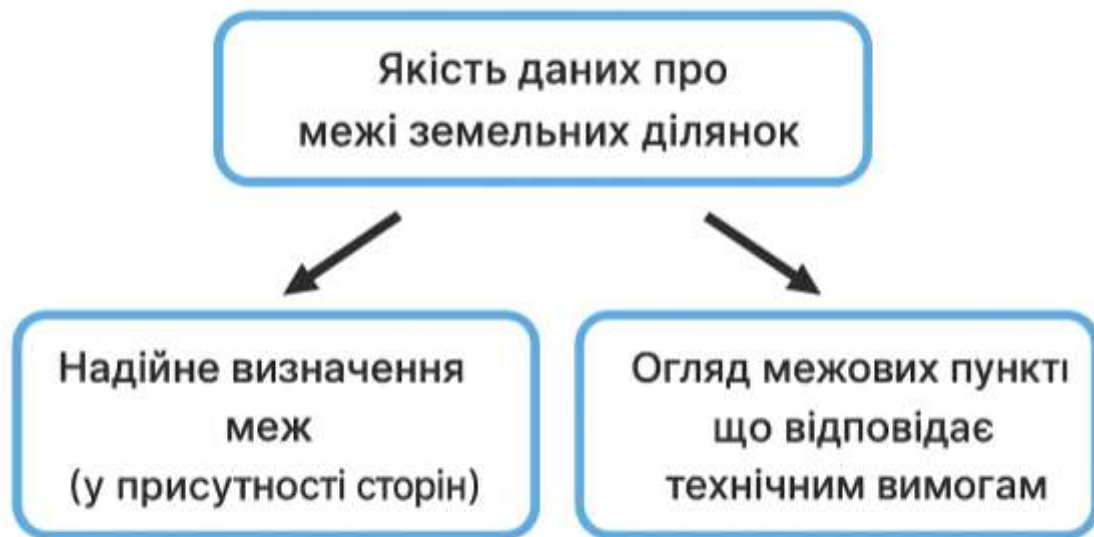 Якість даних про
межі земельних ділянок
Надійне визначення
меж
(у присутності сторін)
Огляд межових пункті
що відповідає
технічним вимогам